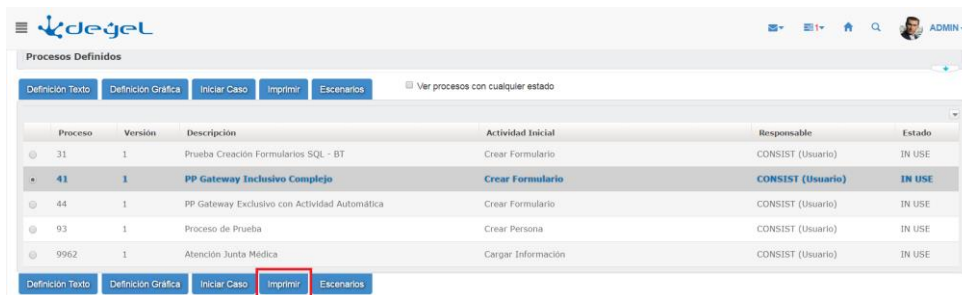 degel
1
ADMIN
Procesos Definidos
Definición Texto Definición Gráfica Iniciar Caso Imprimir Escenarios Ver procesos con cualquier estado
Proceso Versión Descripción Actividad Inicial Responsable Estado
31 1 Prueba Creación Formularios SQL - BT Crear Formulario CONSIST (Usuario) IN USE
41 1 PP Gateway Inclusivo Complejo Crear Formulario CONSIST (Usuario) IN USE
44 1 PP Gateway Exclusivo con Actividad Automática Crear Formulario CONSIST (Usuario) IN USE
93 1 Proceso de Prueba Crear Persona CONSIST (Usuario) IN USE
9962 1 Atención Junta Médica Cargar Información CONSIST (Usuario) IN USE
Definición Texto Definición Gráfica Iniciar Caso Imprimir Escenarios